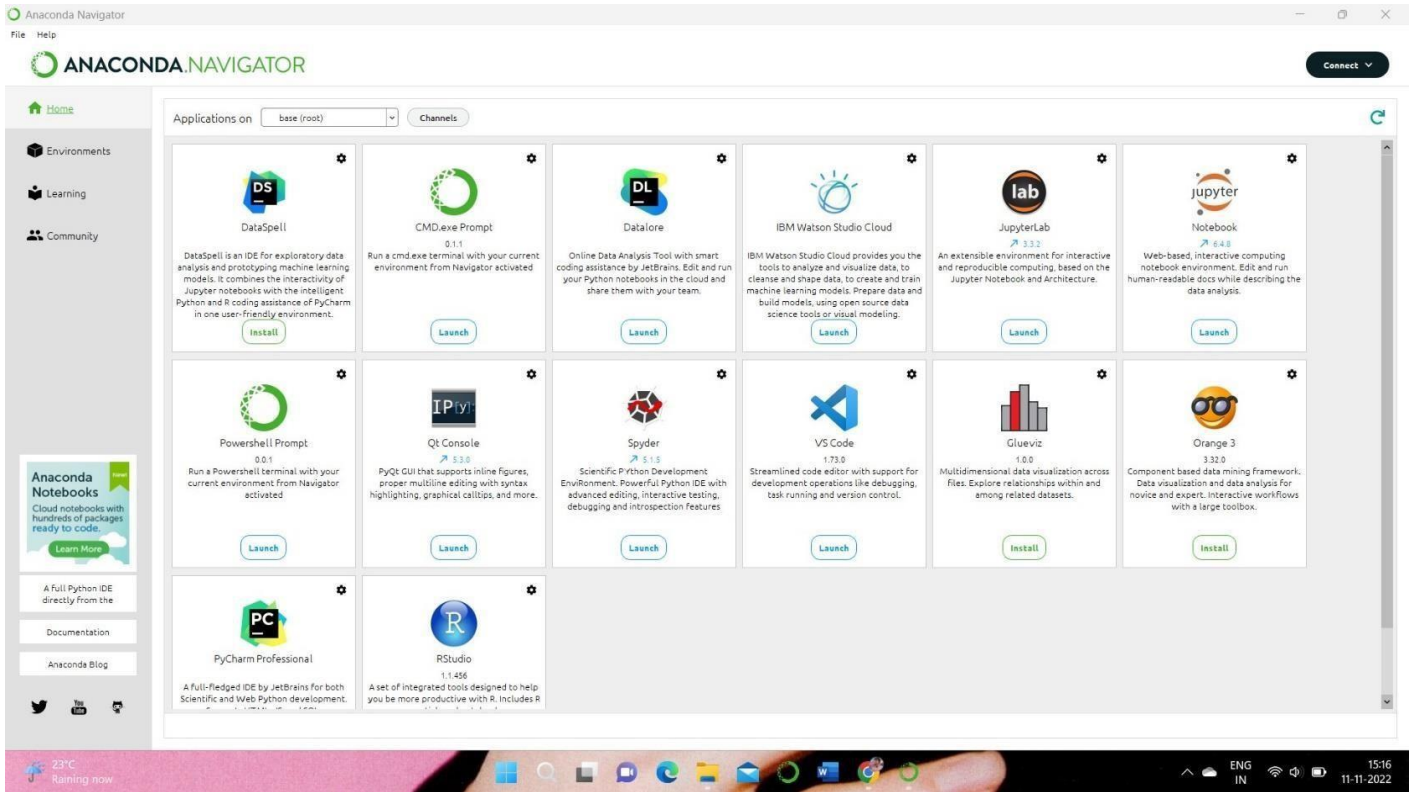 Anaconda Navigator
File Help
ANACONDA.NAVIGATOR
Connect
Home
Environments
Learning
Community
Applications on base (root) Channels
DS
DataSpell
DataSpell is an IDE for exploratory data
analysis and prototyping machine learning
models. It combines the interactivity of
Jupyter notebooks with the intelligent
Python and R coding assistance of PyCharm
in one user-friendly environment.
Install
CMD.exe Prompt
0.1.1
Run a cmd.exe terminal with your current
environment from Navigator activated
Launch
DL
Datalore
Online Data Analysis Tool with smart
coding assistance by JetBrains. Edit and run
your Python notebooks in the cloud and
share them with your team.
Launch
IBM Watson Studio Cloud
IBM Watson Studio Cloud provides you the
tools to analyze and visualize data, to
cleanse and shape data, to create and train
machine learning models. Prepare data and
build models, using open source data
science tools or visual modeling.
Launch
lab
JupyterLab
3.3.2
An extensible environment for interactive
and reproducible computing, based on the
Jupyter Notebook and Architecture.
Launch
jupyter
Notebook
6.4.8
Web-based, interactive computing
notebook environment. Edit and run
human-readable docs while describing the
data analysis.
Launch
Powershell Prompt
0.0.1
Run a Powershell terminal with your
current environment from Navigator
activated
Launch
IP[y]:
Qt Console
5.3.0
PyQt GUI that supports inline figures,
proper multiline editing with syntax
highlighting, graphical calltips, and more.
Launch
Spyder
5.1.5
Scientific PYthon Development
EnviRonment. Powerful Python IDE with
advanced editing, interactive testing,
debugging and introspection features
Launch
VS Code
1.73.0
Streamlined code editor with support for
development operations like debugging,
task running and version control.
Launch
Glueviz
1.0.0
Multidimensional data visualization across
files. Explore relationships within and
among related datasets.
Install
Orange 3
3.32.0
Component based data mining framework.
Data visualization and data analysis for
novice and expert. Interactive workflows
with a large toolbox.
Install
PC
PyCharm Professional
A full-fledged IDE by JetBrains for both
Scientific and Web Python development.
R
RStudio
1.1.456
A set of integrated tools designed to help
you be more productive with R. Includes R
Anaconda
Notebooks
New!
Cloud notebooks with
hundreds of packages
ready to code.
Learn More
A full Python IDE
directly from the
Documentation
Anaconda Blog
You
Tube
23°C
Raining now
ENG
IN
15:16
11-11-2022